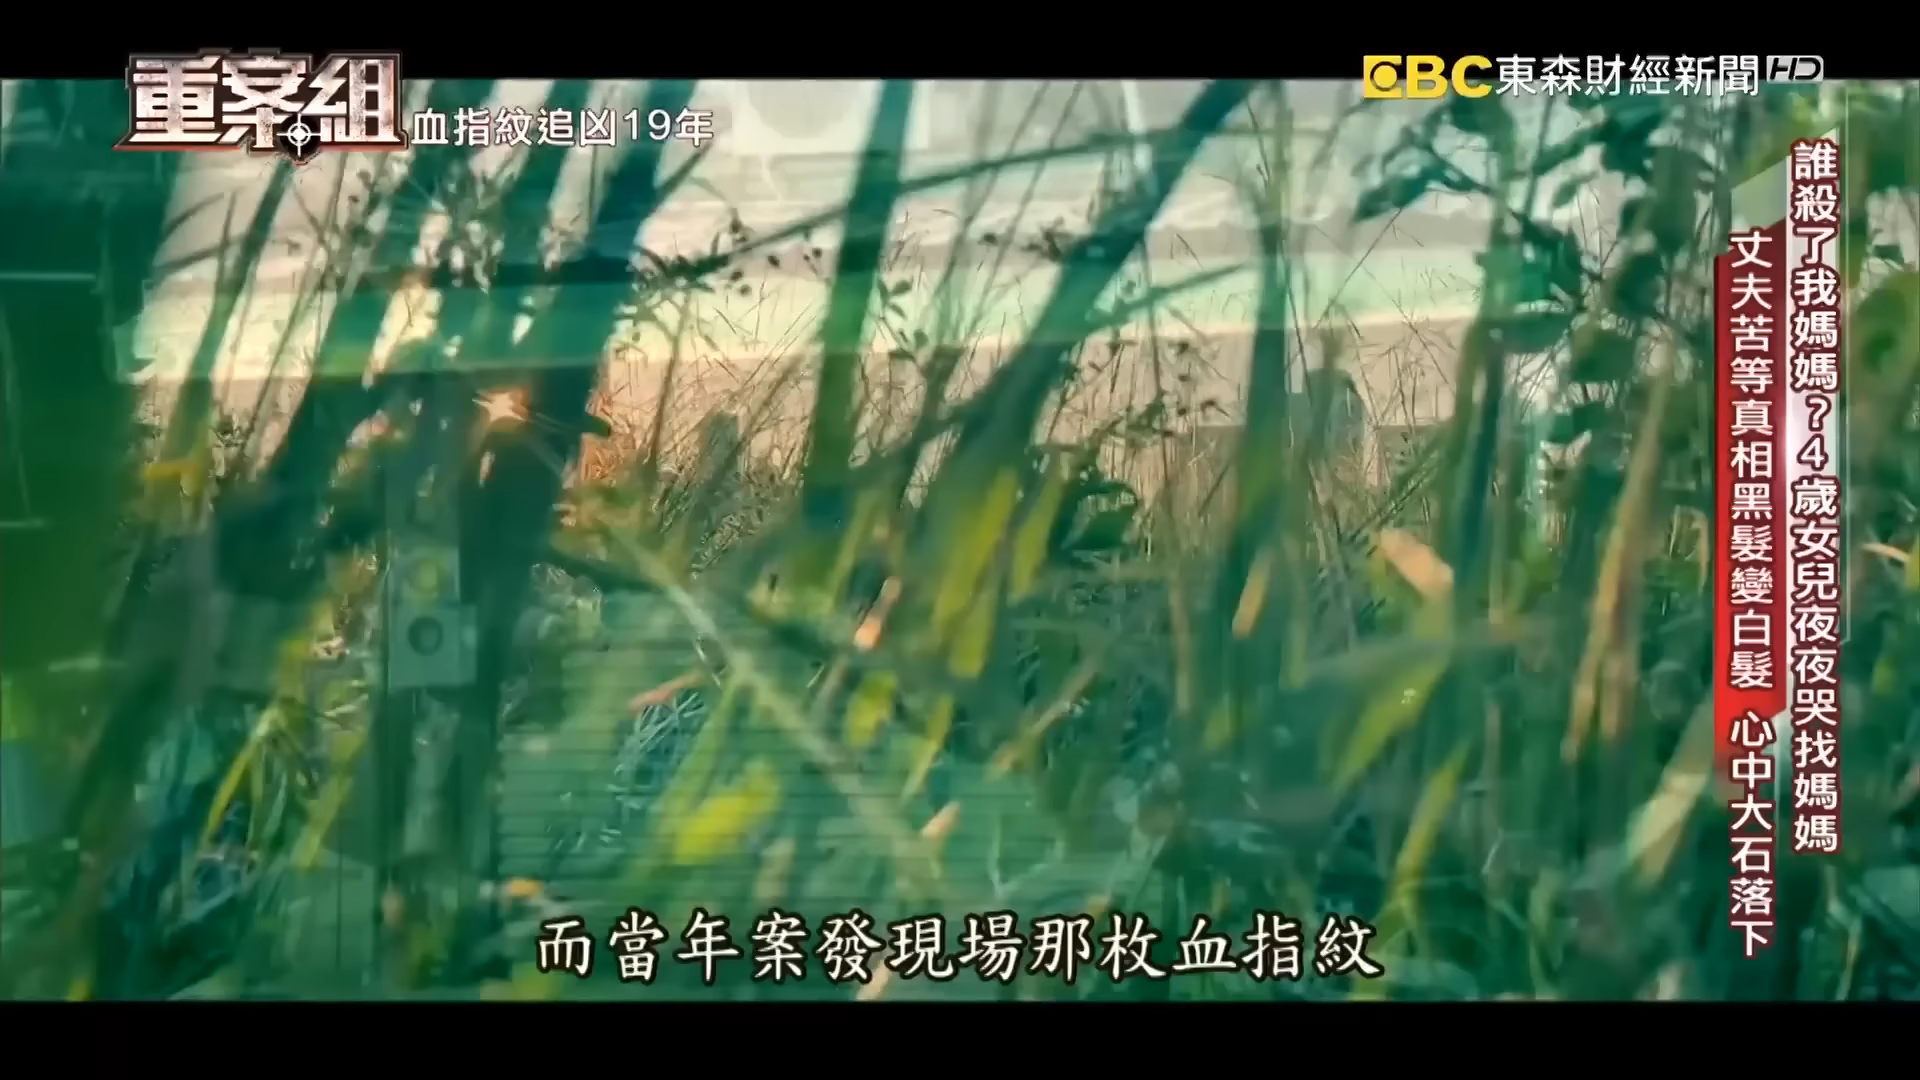 重案組
血指紋追凶19年
EBC東森財經新聞HD
誰殺了我媽媽？4歲女兒夜夜哭找媽媽
丈夫苦等真相黑髮變白髮 心中大石落下
而當年案發現場那枚血指紋